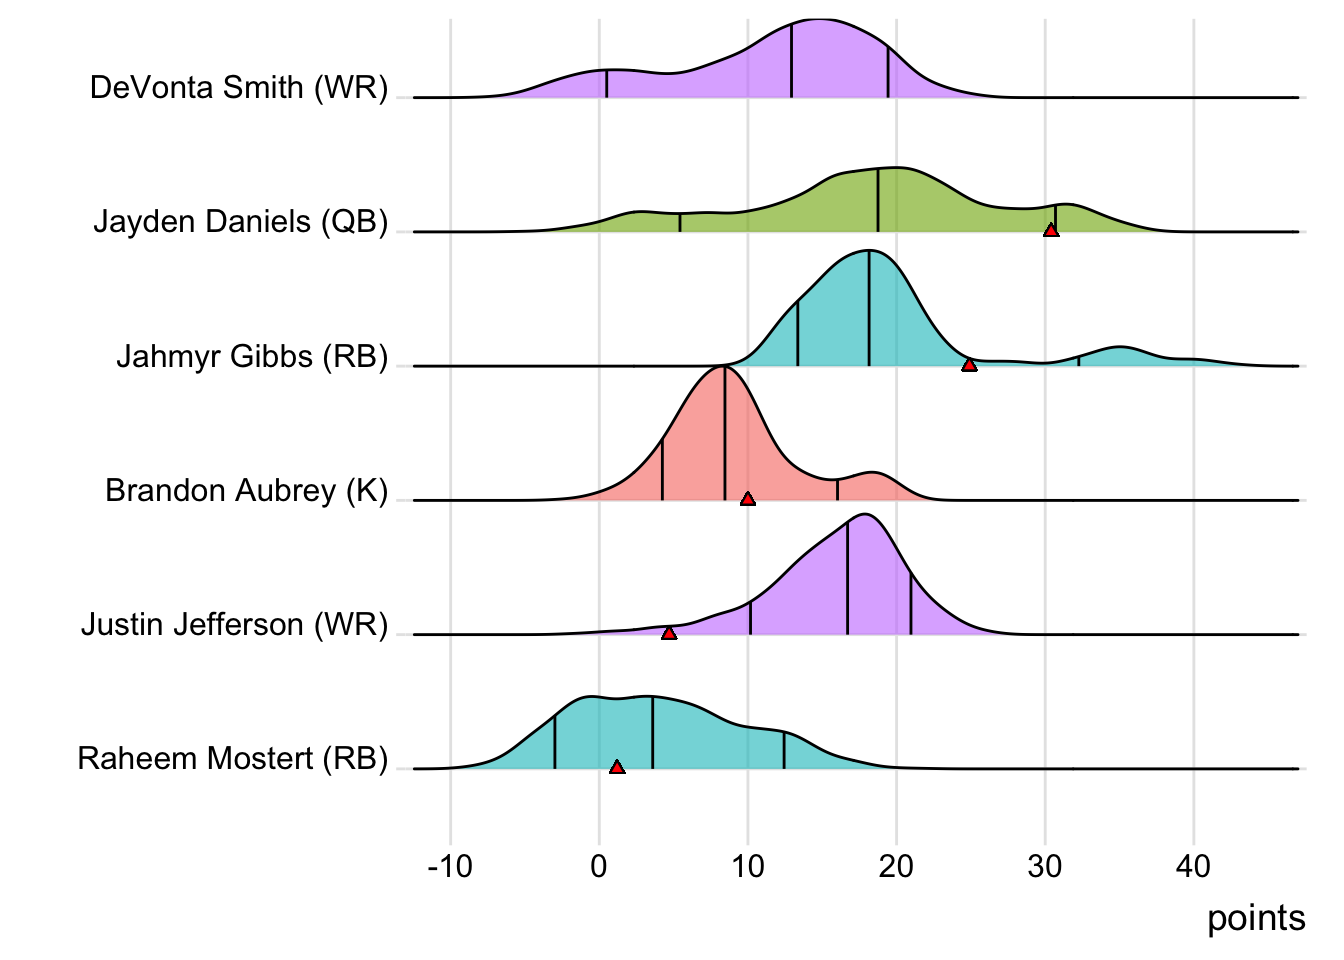 DeVonta Smith (WR)
Jayden Daniels (QB)
Jahmyr Gibbs (RB)
Brandon Aubrey (K)
Justin Jefferson (WR)
Raheem Mostert (RB)
-10 0 10 20 30 40
points